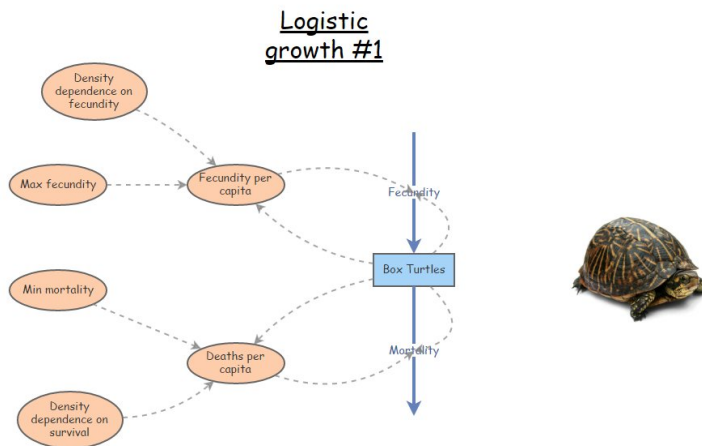 Logistic
growth #1
Density
dependence on
fecundity
Max fecundity
Fecundity per
capita
Fecundity
Box Turtles
Min mortality
Mortality
Deaths per
capita
Density
dependence on
survival